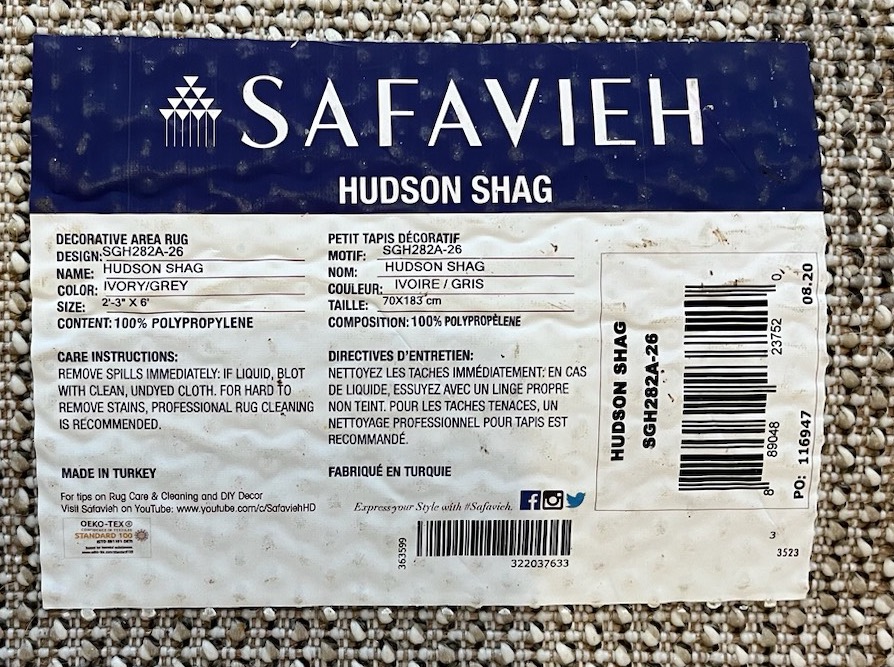 SAFAVIEH
HUDSON SHAG
DECORATIVE AREA RUG
DESIGN: SGH282A-26
NAME: HUDSON SHAG
COLOR: IVORY/GREY
SIZE: 2'-3" X 6'
CONTENT: 100% POLYPROPYLENE
CARE INSTRUCTIONS:
REMOVE SPILLS IMMEDIATELY: IF LIQUID, BLOT
WITH CLEAN, UNDYED CLOTH. FOR HARD TO
REMOVE STAINS, PROFESSIONAL RUG CLEANING
IS RECOMMENDED.
MADE IN TURKEY
For tips on Rug Care & Cleaning and DIY Decor
Visit Safavieh on YouTube: www.youtube.com/c/SafaviehHD
OEKO-TEX®
CONFIDENCE IN TEXTILES
STANDARD 100
PETIT TAPIS DÉCORATIF
MOTIF: SGH282A-26
NOM: HUDSON SHAG
COULEUR: IVOIRE / GRIS
TAILLE: 70X183 cm
COMPOSITION: 100% POLYPROPÈLENE
DIRECTIVES D'ENTRETIEN:
NETTOYEZ LES TACHES IMMÉDIATEMENT: EN CAS
DE LIQUIDE, ESSUYEZ AVEC UN LINGE PROPRE
NON TEINT. POUR LES TACHES TENACES, UN
NETTOYAGE PROFESSIONNEL POUR TAPIS EST
RECOMMANDÉ.
FABRIQUÉ EN TURQUIE
Express your Style with #Safavieh.
363599
322037633
HUDSON SHAG
SGH282A-26
8 89048 23752 0
PO: 116947 08.20
3
3523